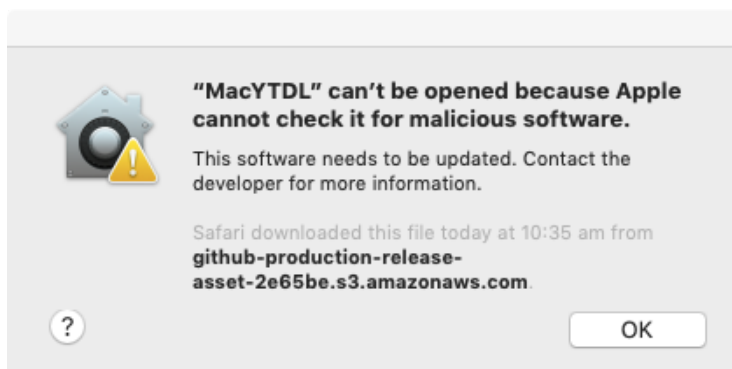 “MacYTDL” can’t be opened because Apple
cannot check it for malicious software.
This software needs to be updated. Contact the
developer for more information.
Safari downloaded this file today at 10:35 am from
github-production-release-
asset-2e65be.s3.amazonaws.com.
?
OK